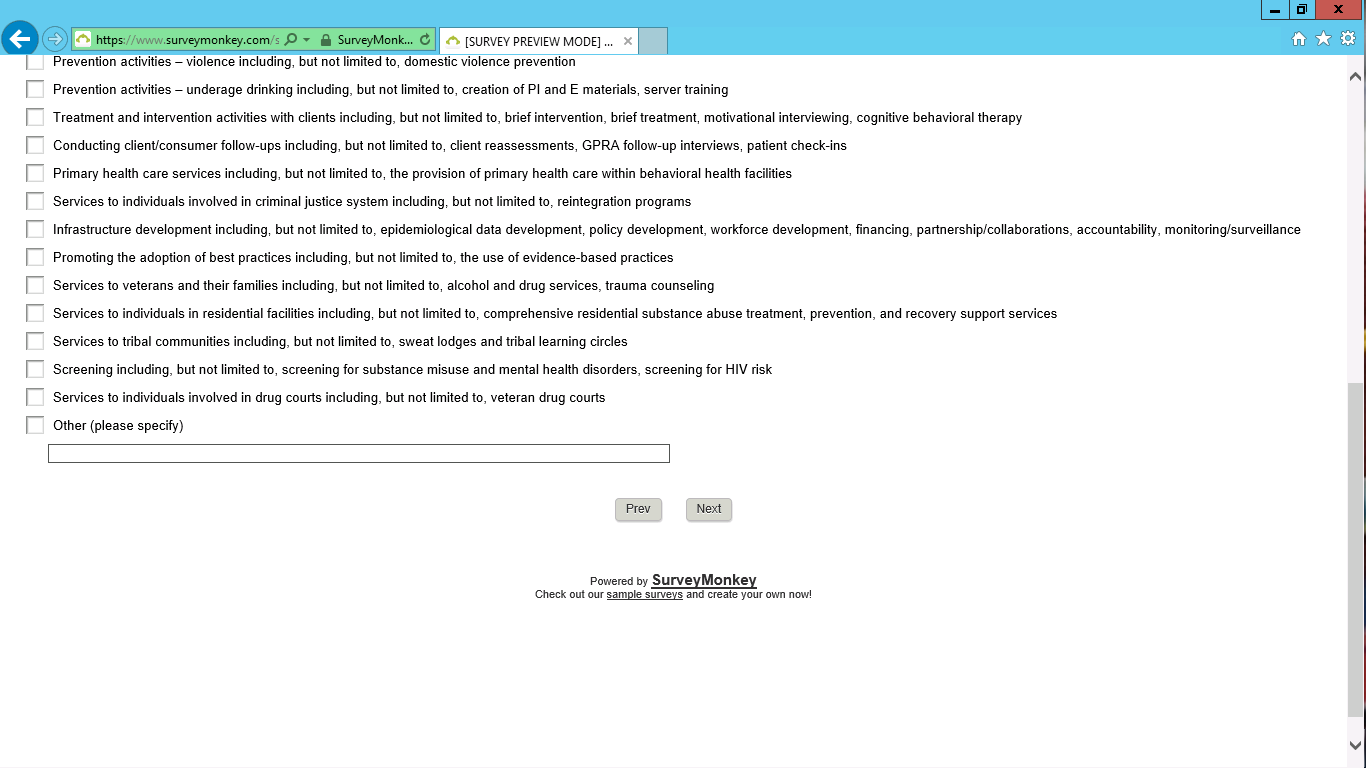 https://www.surveymonkey.com/s
SurveyMonk...
[SURVEY PREVIEW MODE] ...
Prevention activities – violence including, but not limited to, domestic violence prevention
Prevention activities – underage drinking including, but not limited to, creation of PI and E materials, server training
Treatment and intervention activities with clients including, but not limited to, brief intervention, brief treatment, motivational interviewing, cognitive behavioral therapy
Conducting client/consumer follow-ups including, but not limited to, client reassessments, GPRA follow-up interviews, patient check-ins
Primary health care services including, but not limited to, the provision of primary health care within behavioral health facilities
Services to individuals involved in criminal justice system including, but not limited to, reintegration programs
Infrastructure development including, but not limited to, epidemiological data development, policy development, workforce development, financing, partnership/collaborations, accountability, monitoring/surveillance
Promoting the adoption of best practices including, but not limited to, the use of evidence-based practices
Services to veterans and their families including, but not limited to, alcohol and drug services, trauma counseling
Services to individuals in residential facilities including, but not limited to, comprehensive residential substance abuse treatment, prevention, and recovery support services
Services to tribal communities including, but not limited to, sweat lodges and tribal learning circles
Screening including, but not limited to, screening for substance misuse and mental health disorders, screening for HIV risk
Services to individuals involved in drug courts including, but not limited to, veteran drug courts
Other (please specify)
Prev
Next
Powered by SurveyMonkey
Check out our sample surveys and create your own now!